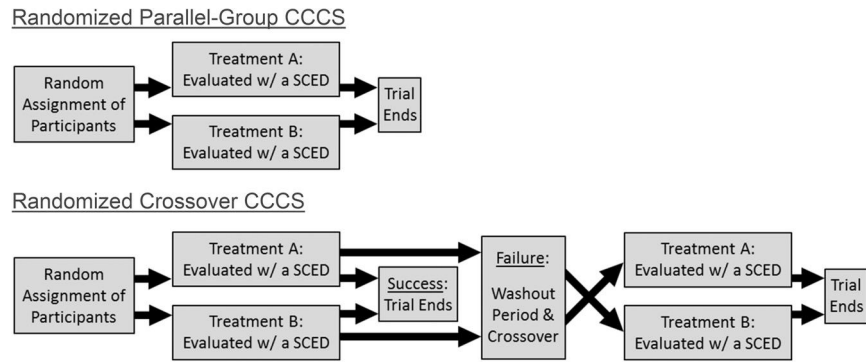 Randomized Parallel-Group CCCS
Random
Assignment of
Participants
Treatment A:
Evaluated w/ a SCED
Treatment B:
Evaluated w/ a SCED
Trial
Ends
Randomized Crossover CCCS
Random
Assignment of
Participants
Treatment A:
Evaluated w/ a SCED
Treatment B:
Evaluated w/ a SCED
Success:
Trial Ends
Failure:
Washout
Period &
Crossover
Treatment A:
Evaluated w/ a SCED
Treatment B:
Evaluated w/ a SCED
Trial
Ends